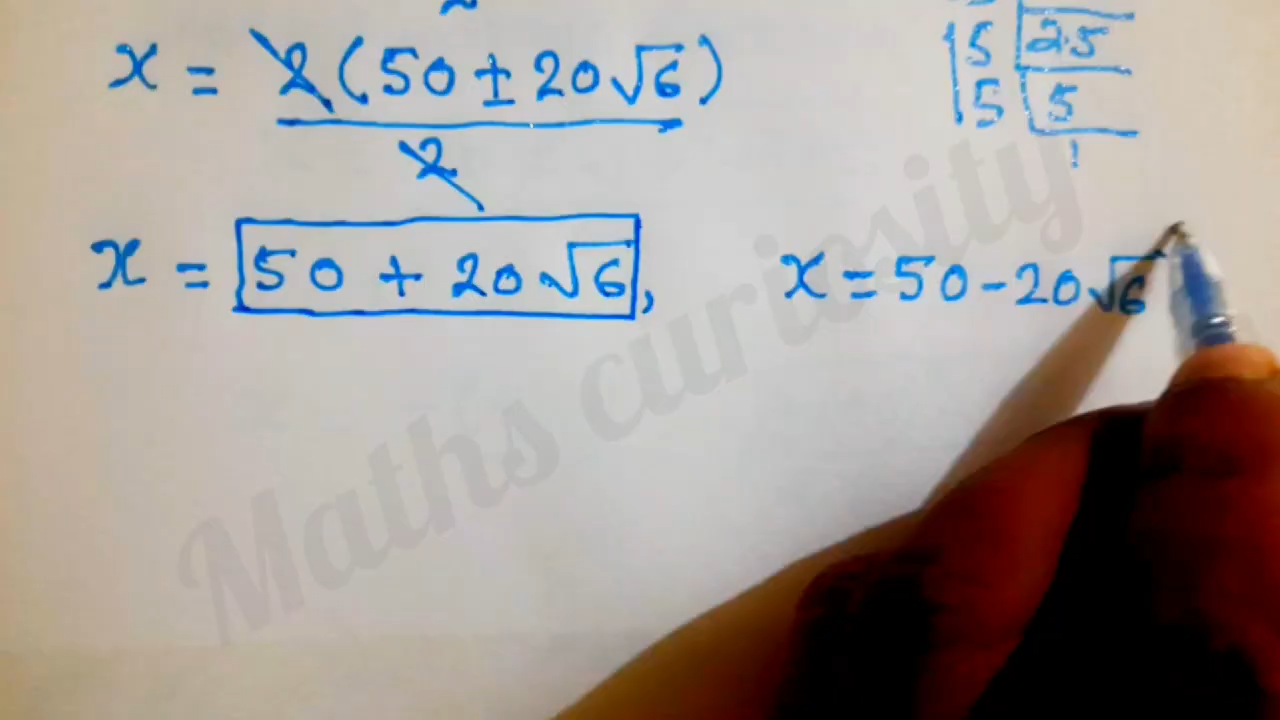 x = 2(50 ± 20√6)
2
x = 50 + 20√6, x = 50 - 20√6
5 25
5 5
1
Maths curiosity